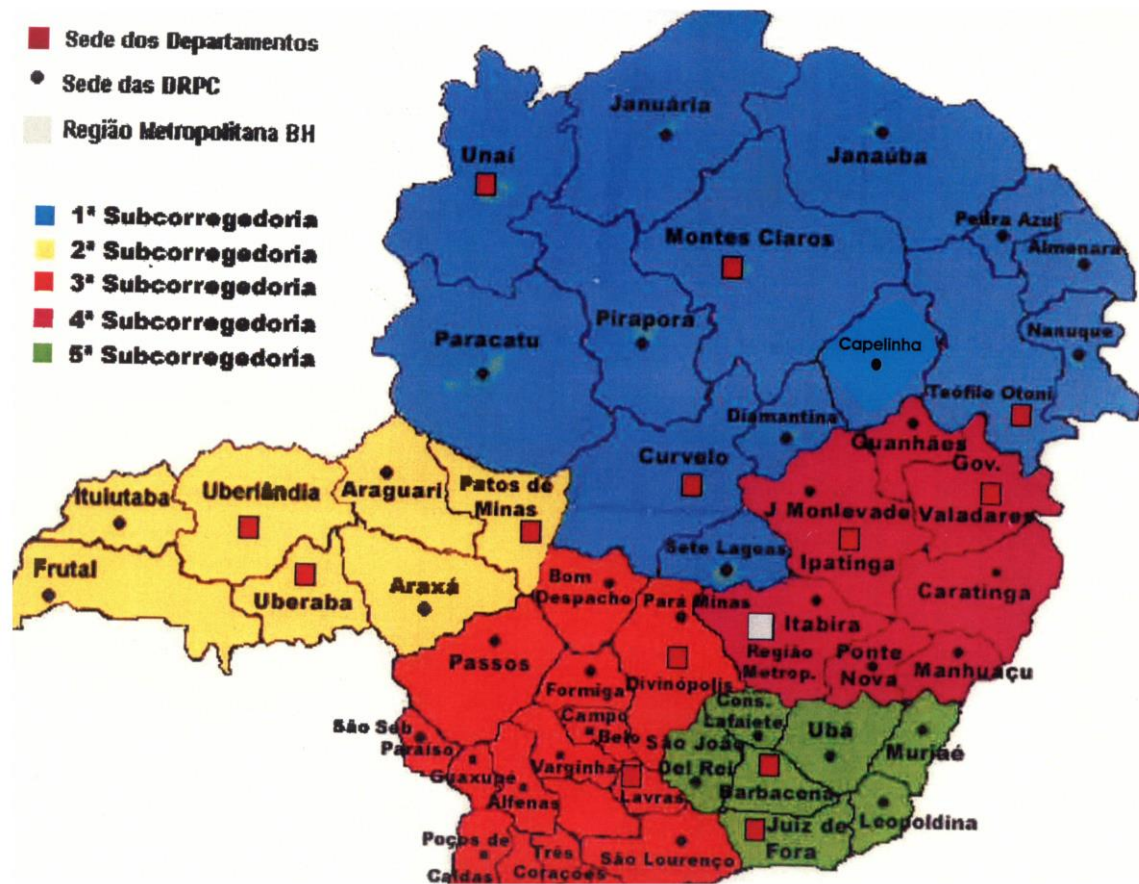 Sede dos Departamentos
Sede das DRPC
Região Metropolitana BH
1ª Subcorregedoria
2ª Subcorregedoria
3ª Subcorregedoria
4ª Subcorregedoria
5ª Subcorregedoria
Januária
Janaúba
Unaí
Pedra Azul
Almenara
Montes Claros
Pirapora
Paracatu
Nanuque
Capelinha
Teófilo Otoni
Diamantina
Guanhães
Curvelo
Gov.
Valadares
Ituiutaba
Uberlândia
Araguari
Patos de
Minas
J Monlevade
Sete Lagoas
Ipatinga
Frutal
Uberaba
Araxá
Bom
Despacho
Pará Minas
Caratinga
Itabira
Região
Metrop.
Ponte
Nova
Manhuaçu
Passos
Formiga
Divinópolis
Cons.
Lafaiete
Ubá
Muriaé
São Seb
Paraíso
Campo
Belo
São João
Del Rei
Guaxupé
Varginha
Lavras
Barbacena
Alfenas
Leopoldina
Juiz de
Fora
Poços de
Caldas
Três
Corações
São Lourenço